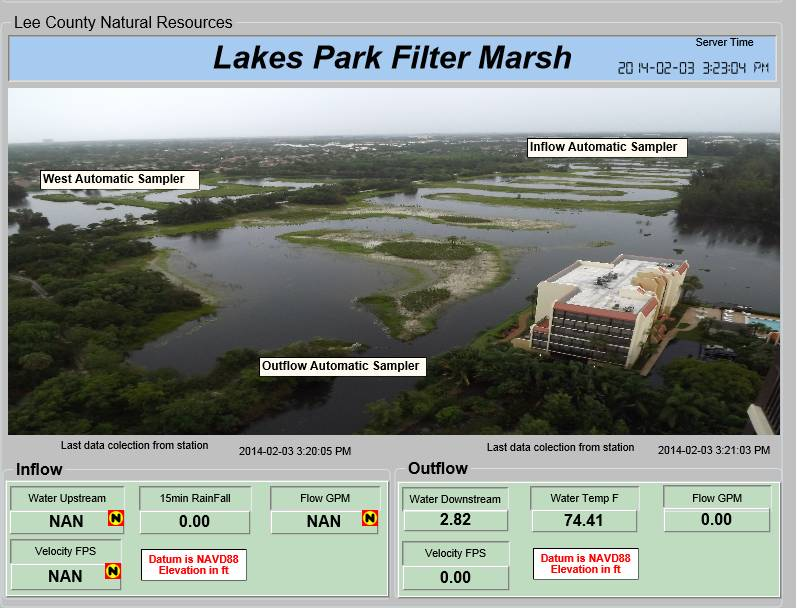 Lee County Natural Resources
Lakes Park Filter Marsh
Server Time
2014-02-03 3:23:04 PM
Inflow Automatic Sampler
West Automatic Sampler
Outflow Automatic Sampler
Last data colection from station 2014-02-03 3:20:05 PM
Last data colection from station 2014-02-03 3:21:03 PM
Inflow
Water Upstream 15min RainFall Flow GPM
NAN N 0.00 NAN N
Velocity FPS
NAN N
Datum is NAVD88
Elevation in ft
Outflow
Water Downstream Water Temp F Flow GPM
2.82 74.41 0.00
Velocity FPS
0.00
Datum is NAVD88
Elevation in ft